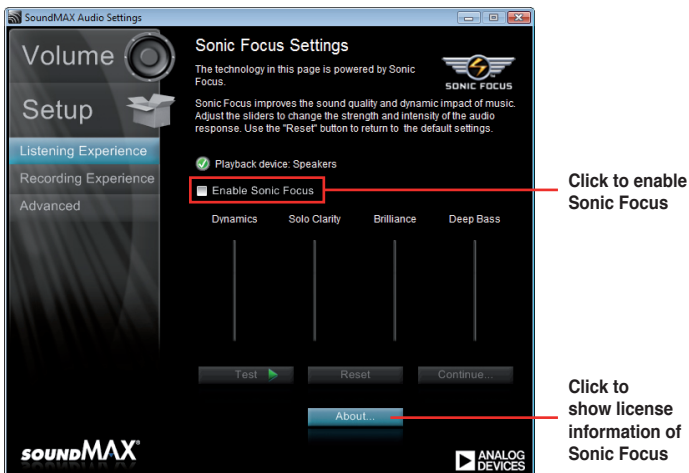 SoundMAX Audio Settings
Volume
Setup
Listening Experience
Recording Experience
Advanced
Sonic Focus Settings
The technology in this page is powered by Sonic
Focus.
SONIC FOCUS
Sonic Focus improves the sound quality and dynamic impact of music.
Adjust the sliders to change the strength and intensity of the audio
response. Use the "Reset" button to return to the default settings.
Playback device: Speakers
Enable Sonic Focus
Dynamics Solo Clarity Brilliance Deep Bass
Test Reset Continue...
About...
SOUNDMAX®
ANALOG
DEVICES
Click to enable
Sonic Focus
Click to
show license
information of
Sonic Focus